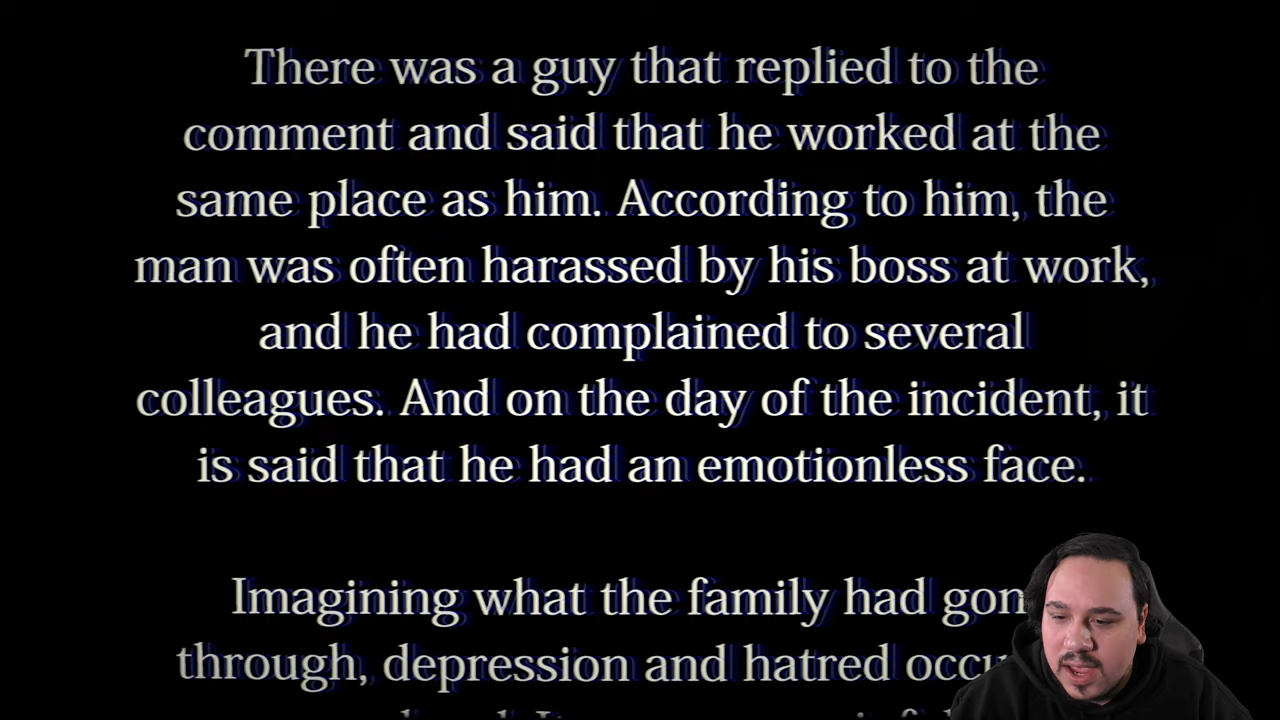 There was a guy that replied to the
comment and said that he worked at the
same place as him. According to him, the
man was often harassed by his boss at work,
and he had complained to several
colleagues. And on the day of the incident, it
is said that he had an emotionless face.
Imagining what the family had
through, depression and hatred